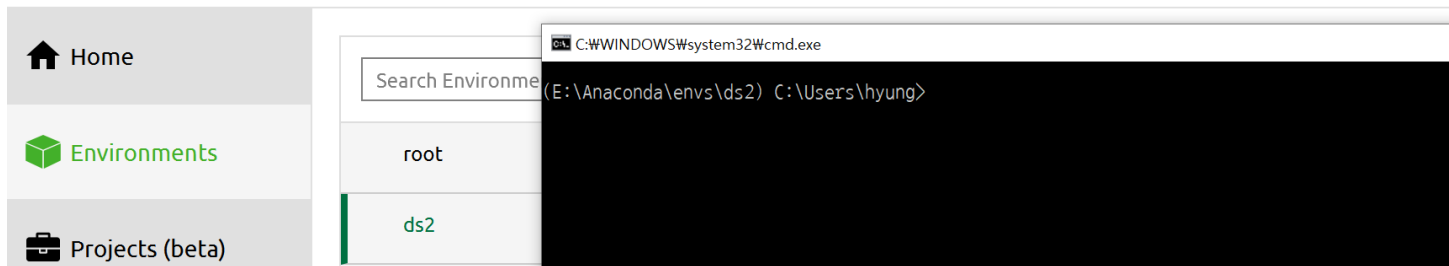 Home
Environments
Projects (beta)
Search Environme
root
ds2
C:₩WINDOWS₩system32₩cmd.exe
(E:\Anaconda\envs\ds2) C:\Users\hyung>